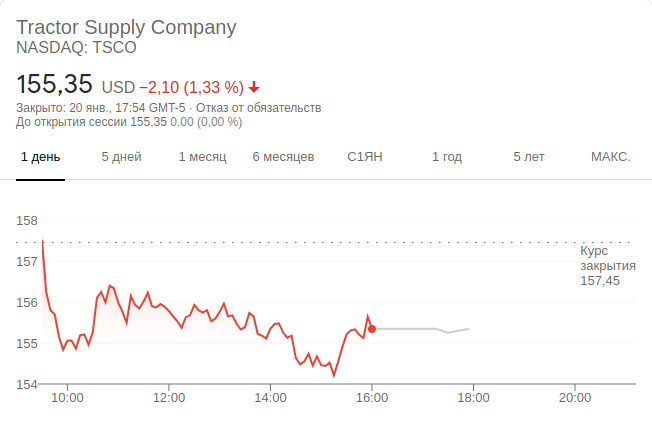 Tractor Supply Company
NASDAQ: TSCO
155,35 USD −2,10 (1,33 %)
Закрыто: 20 янв., 17:54 GMT-5 · Отказ от обязательств
До открытия сессии 155,35 0,00 (0,00 %)
1 день 5 дней 1 месяц 6 месяцев С1ЯН 1 год 5 лет МАКС.
158
157
156
155
154
Курс
закрытия
157,45
10:00 12:00 14:00 16:00 18:00 20:00